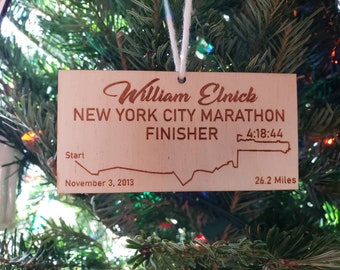 William Elnick
NEW YORK CITY MARATHON
FINISHER
4:18:44
Start
November 3, 2013
26.2 Miles